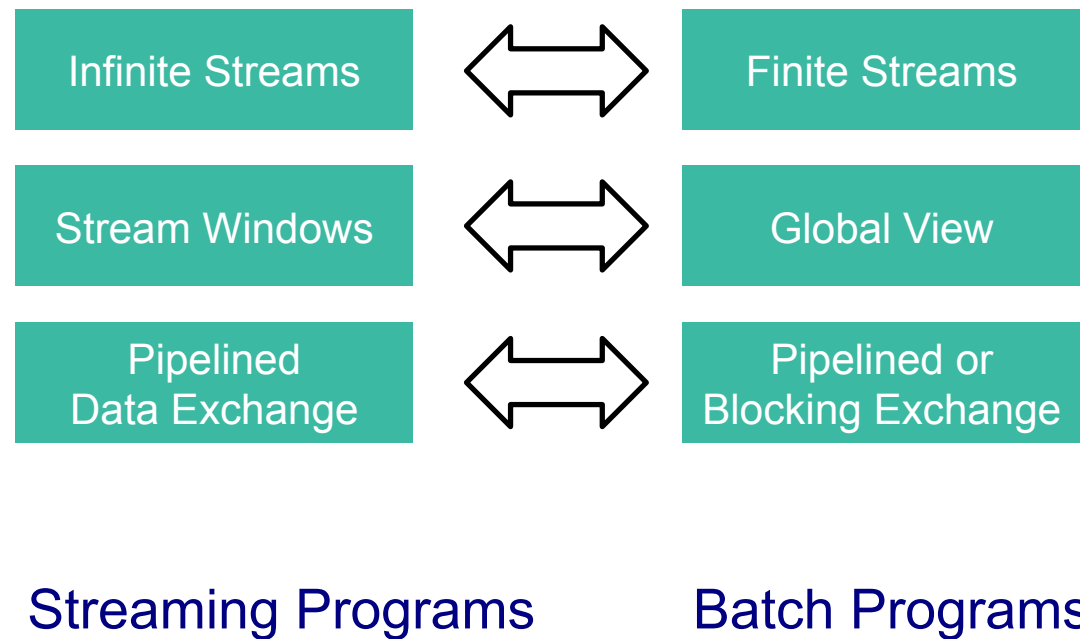 Infinite Streams
Finite Streams
Stream Windows
Global View
Pipelined
Data Exchange
Pipelined or
Blocking Exchange
Streaming Programs
Batch Programs